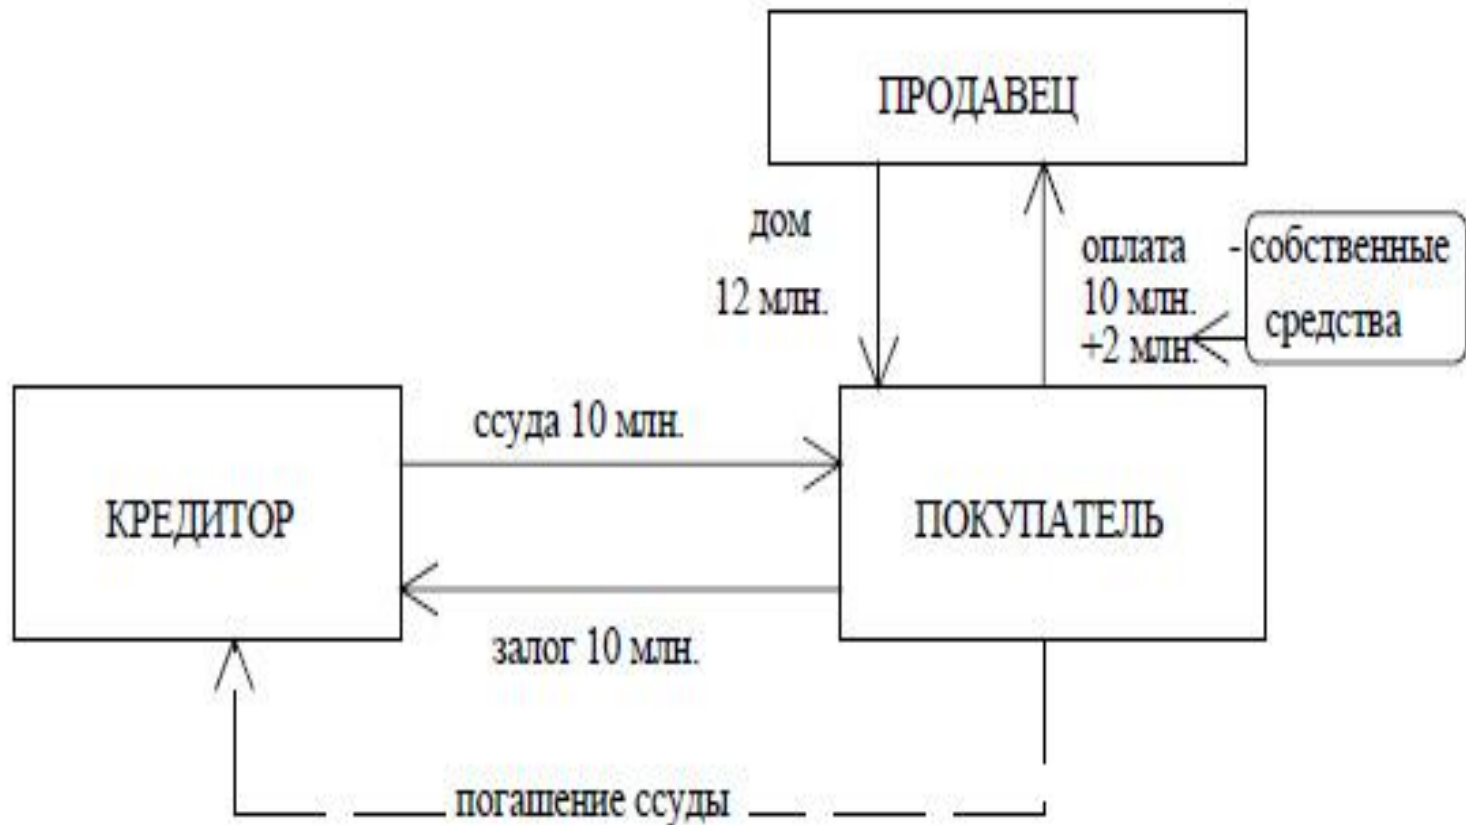 ПРОДАВЕЦ
дом
12 млн.
оплата -
10 млн.
+2 млн.
собственные
средства
ссуда 10 млн.
КРЕДИТОР
ПОКУПАТЕЛЬ
залог 10 млн.
погашение ссуды